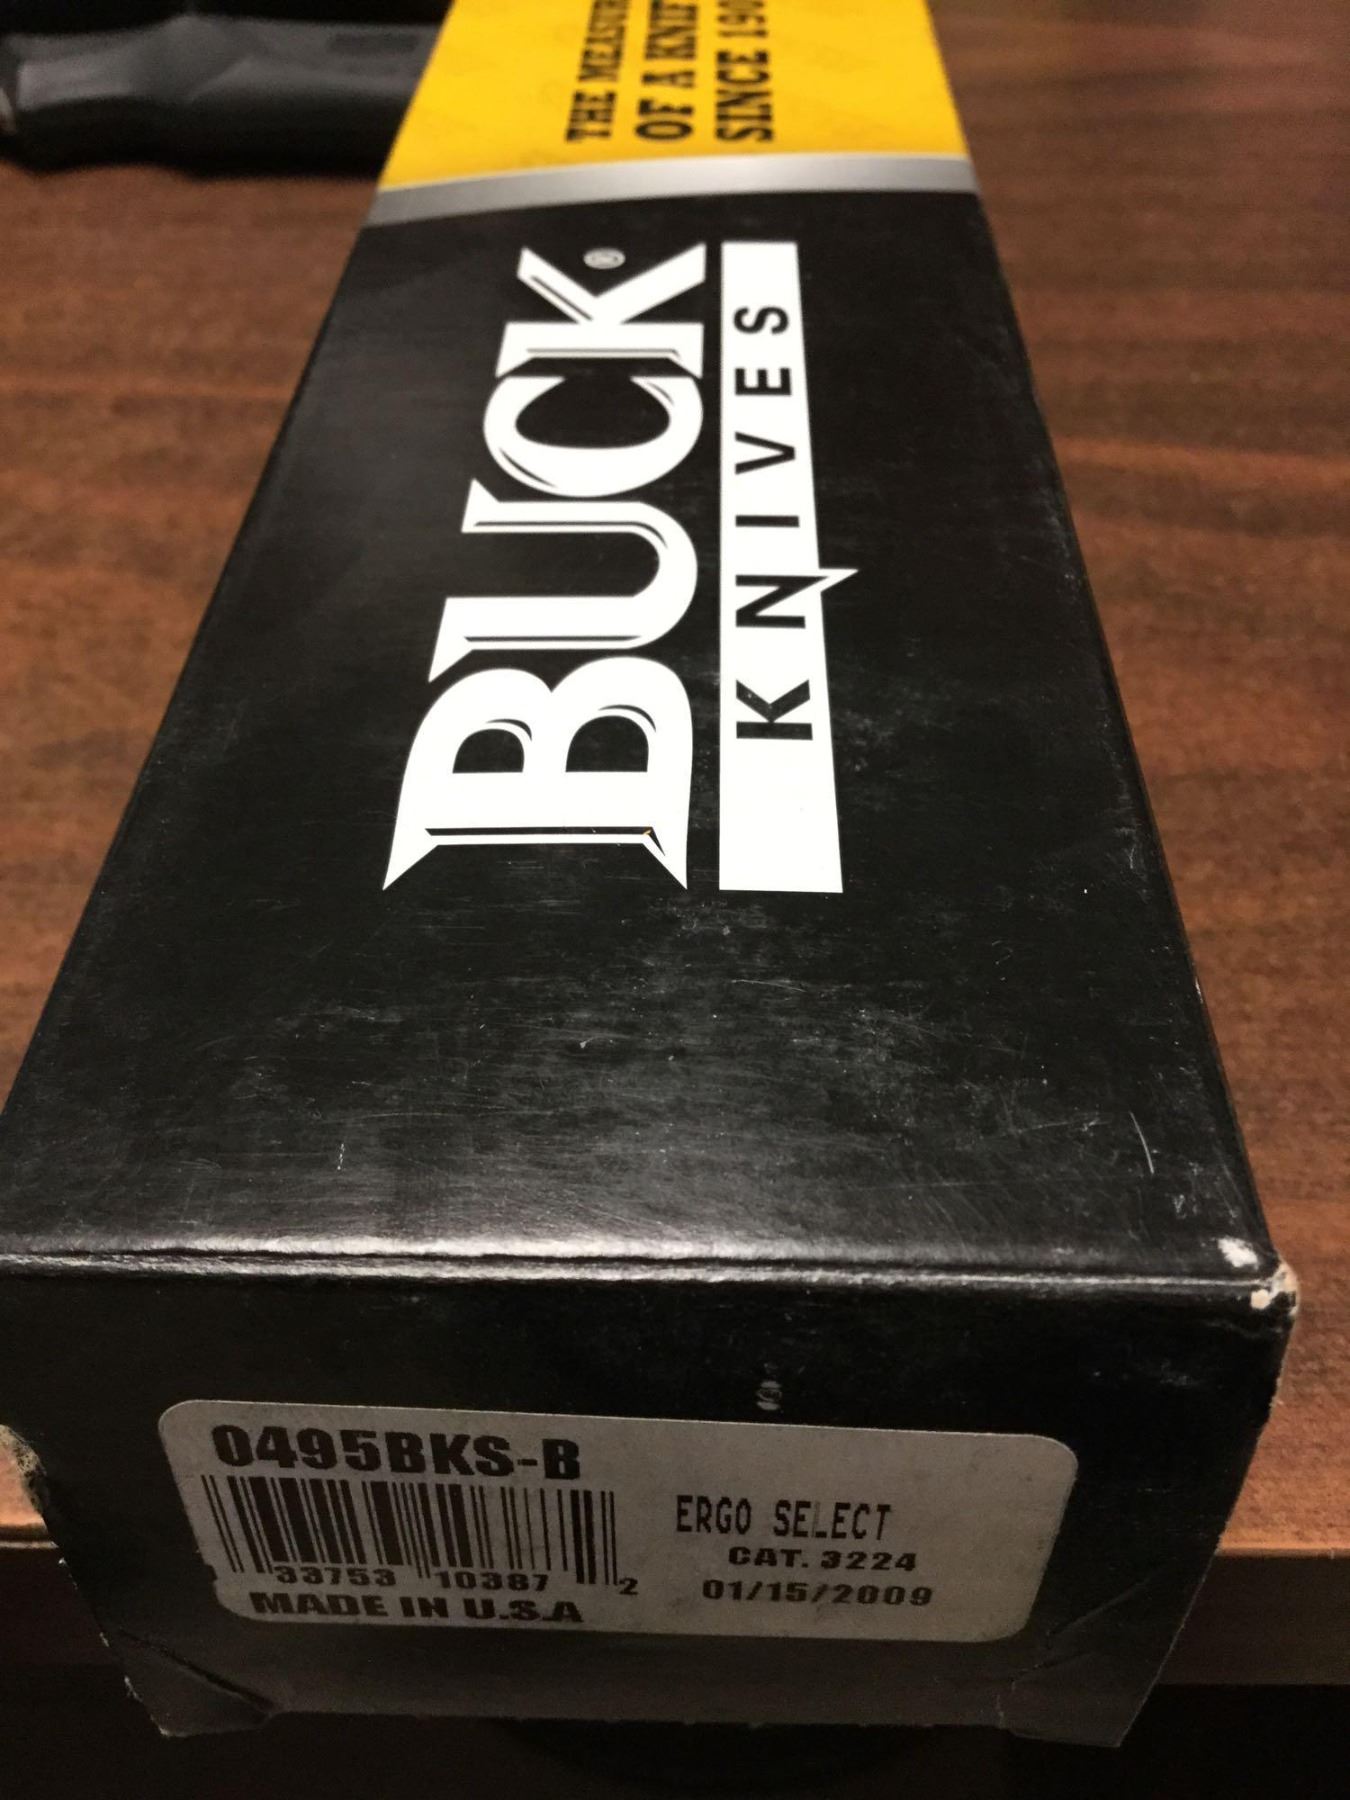 THE MEASUR
OF A KNIF
SINCE 190
BUCK®
KNIVES
0495BKS-B
33753 10387 2
MADE IN U.S.A
ERGO SELECT
CAT. 3224
01/15/2009